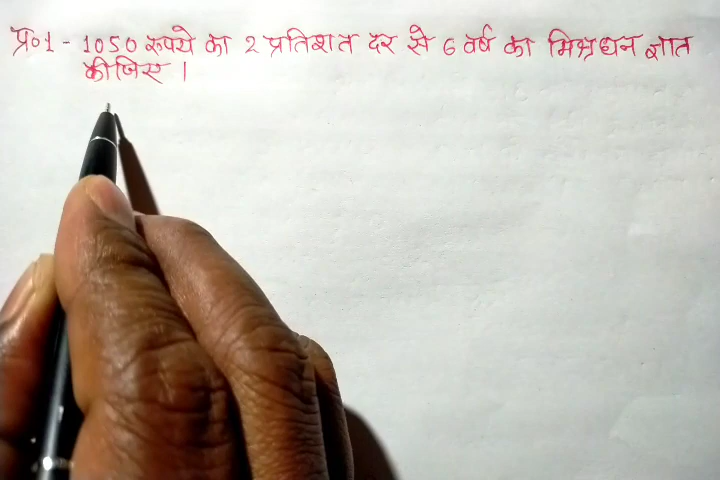 प्र०1- 1050 रूपये का 2 प्रतिशत दर से 6 वर्ष का मिश्रधन ज्ञात
कीजिए।